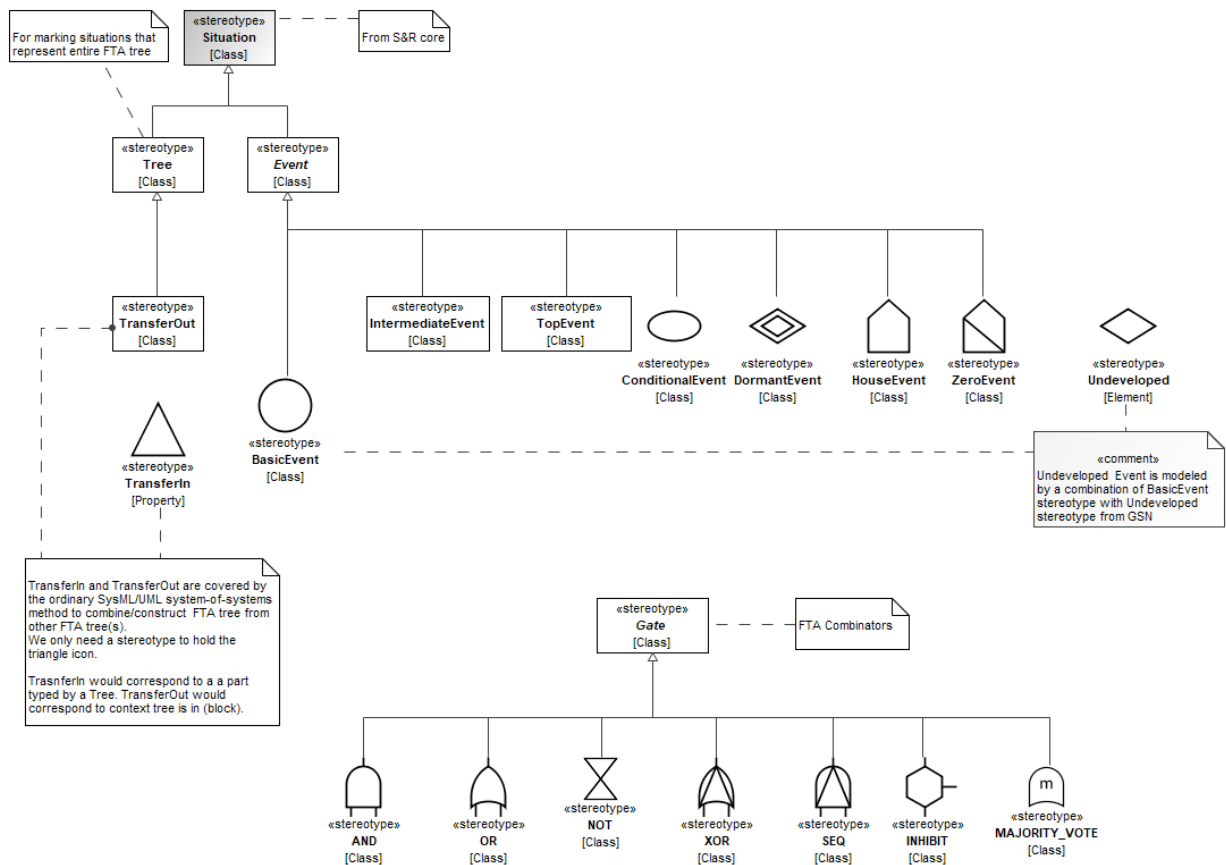 For marking situations that
represent entire FTA tree
«stereotype»
Situation
[Class]
From S&R core
«stereotype»
Tree
[Class]
«stereotype»
Event
[Class]
«stereotype»
TransferOut
[Class]
«stereotype»
IntermediateEvent
[Class]
«stereotype»
TopEvent
[Class]
«stereotype»
ConditionalEvent
[Class]
«stereotype»
DormantEvent
[Class]
«stereotype»
HouseEvent
[Class]
«stereotype»
ZeroEvent
[Class]
«stereotype»
Undeveloped
[Element]
«stereotype»
TransferIn
[Property]
«stereotype»
BasicEvent
[Class]
«comment»
Undeveloped Event is modeled
by a combination of BasicEvent
stereotype with Undeveloped
stereotype from GSN
TransferIn and TransferOut are covered by
the ordinary SysML/UML system-of-systems
method to combine/construct FTA tree from
other FTA tree(s).
We only need a stereotype to hold the
triangle icon.
TrasnferIn would correspond to a a part
typed by a Tree. TransferOut would
correspond to context tree is in (block).
«stereotype»
Gate
[Class]
FTA Combinators
«stereotype»
AND
[Class]
«stereotype»
OR
[Class]
«stereotype»
NOT
[Class]
«stereotype»
XOR
[Class]
«stereotype»
SEQ
[Class]
«stereotype»
INHIBIT
[Class]
m
«stereotype»
MAJORITY_VOTE
[Class]